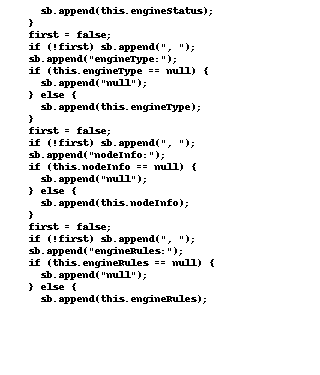 sb.append(this.engineStatus);
}
first = false;
if (!first) sb.append(", ");
sb.append("engineType:");
if (this.engineType == null) {
sb.append("null");
} else {
sb.append(this.engineType);
}
first = false;
if (!first) sb.append(", ");
sb.append("nodeInfo:");
if (this.nodeInfo == null) {
sb.append("null");
} else {
sb.append(this.nodeInfo);
}
first = false;
if (!first) sb.append(", ");
sb.append("engineRules:");
if (this.engineRules == null) {
sb.append("null");
} else {
sb.append(this.engineRules);